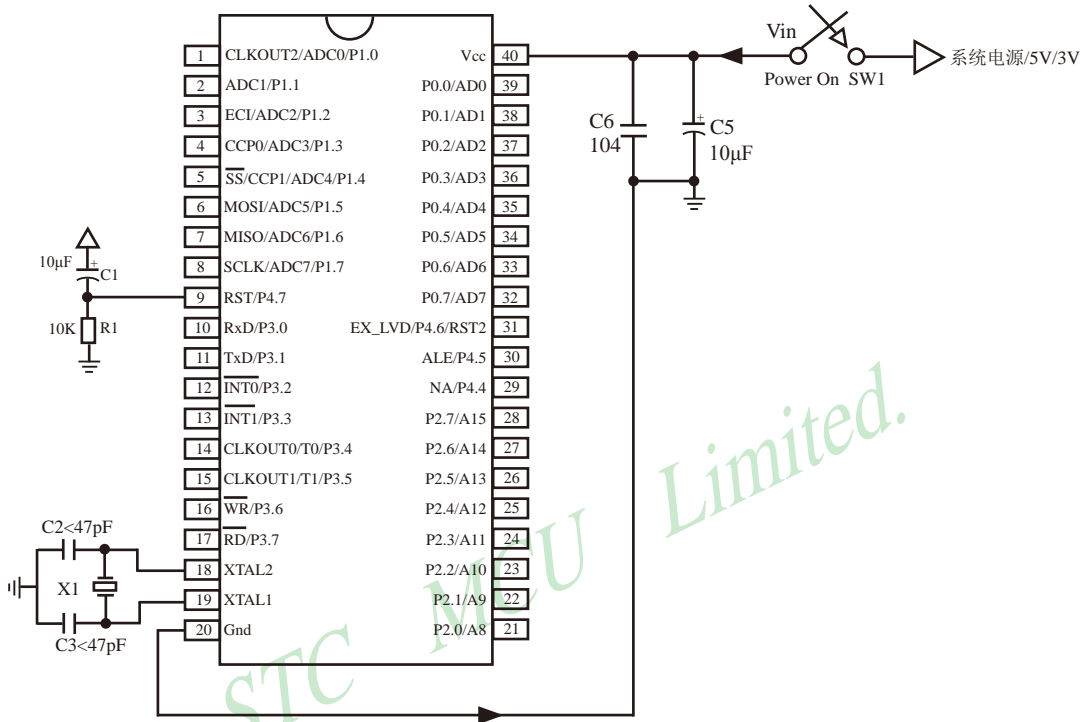 1 CLKOUT2/ADC0/P1.0
2 ADC1/P1.1
3 ECI/ADC2/P1.2
4 CCP0/ADC3/P1.3
5 SS/CCP1/ADC4/P1.4
6 MOSI/ADC5/P1.5
7 MISO/ADC6/P1.6
8 SCLK/ADC7/P1.7
9 RST/P4.7
10 RxD/P3.0
11 TxD/P3.1
12 INT0/P3.2
13 INT1/P3.3
14 CLKOUT0/T0/P3.4
15 CLKOUT1/T1/P3.5
16 WR/P3.6
17 RD/P3.7
18 XTAL2
19 XTAL1
20 Gnd
Vcc 40
P0.0/AD0 39
P0.1/AD1 38
P0.2/AD2 37
P0.3/AD3 36
P0.4/AD4 35
P0.5/AD5 34
P0.6/AD6 33
P0.7/AD7 32
EX_LVD/P4.6/RST2 31
ALE/P4.5 30
NA/P4.4 29
P2.7/A15 28
P2.6/A14 27
P2.5/A13 26
P2.4/A12 25
P2.3/A11 24
P2.2/A10 23
P2.1/A9 22
P2.0/A8 21
Vin
Power On SW1
系统电源/5V/3V
C6
104
+
C5
10μF
10μF + C1
10K R1
C2<47pF
X1
C3<47pF
STC MCU Limited.